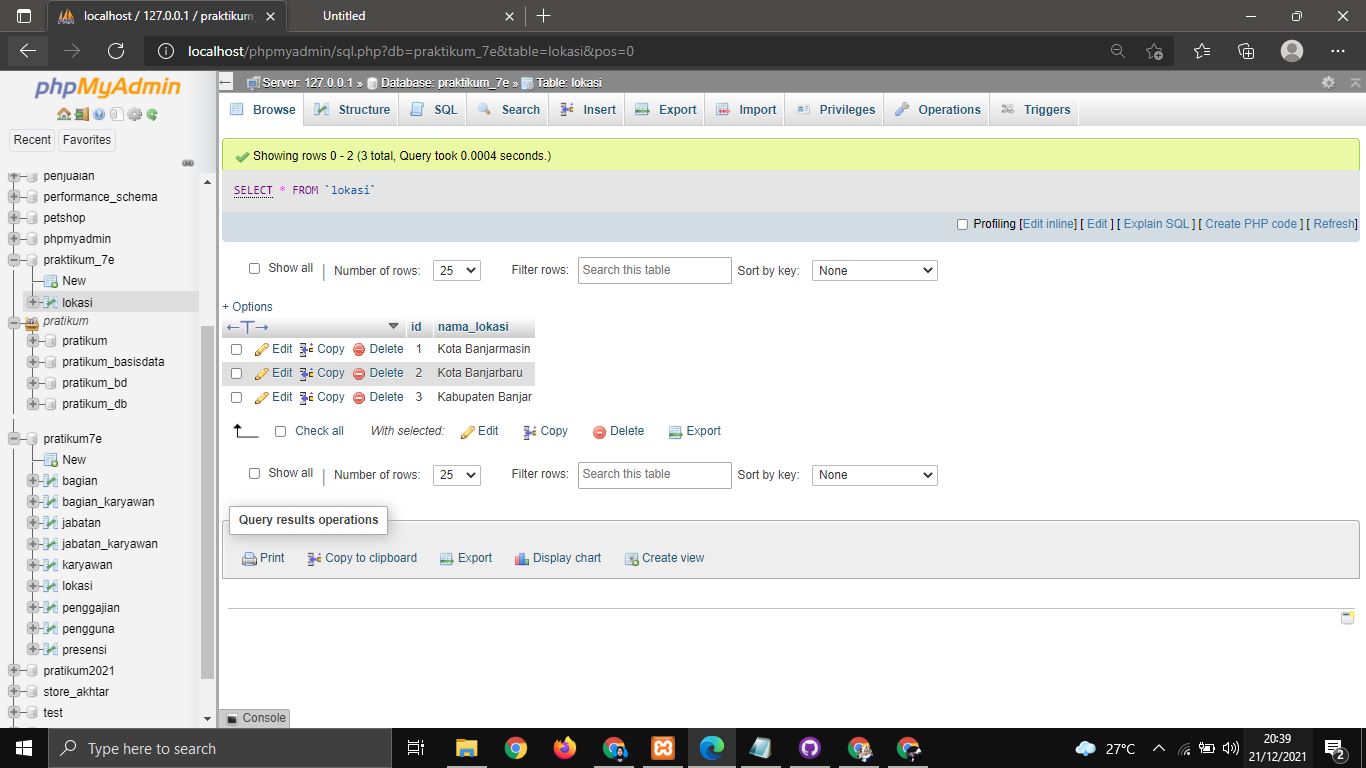 localhost / 127.0.0.1 / praktikum_
Untitled
localhost/phpmyadmin/sql.php?db=praktikum_7e&table=lokasi&pos=0
phpMyAdmin
Recent Favorites
penjualan
performance_schema
petshop
phpmyadmin
praktikum_7e
New
lokasi
pratikum
pratikum
pratikum_basisdata
pratikum_bd
pratikum_db
pratikum7e
New
bagian
bagian_karyawan
jabatan
jabatan_karyawan
karyawan
lokasi
penggajian
pengguna
presensi
pratikum2021
store_akhtar
test
Server: 127.0.0.1 » Database: praktikum_7e » Table: lokasi
Browse Structure SQL Search Insert Export Import Privileges Operations Triggers
Showing rows 0 - 2 (3 total, Query took 0.0004 seconds.)
SELECT * FROM `lokasi`
Profiling [Edit inline] [ Edit ] [ Explain SQL ] [ Create PHP code ] [ Refresh]
Show all | Number of rows: 25 Filter rows: Search this table Sort by key: None
+ Options
←T→ id nama_lokasi
Edit Copy Delete 1 Kota Banjarmasin
Edit Copy Delete 2 Kota Banjarbaru
Edit Copy Delete 3 Kabupaten Banjar
Check all With selected: Edit Copy Delete Export
Show all | Number of rows: 25 Filter rows: Search this table Sort by key: None
Query results operations
Print Copy to clipboard Export Display chart Create view
Console
Type here to search
27°C
20:39
21/12/2021
2